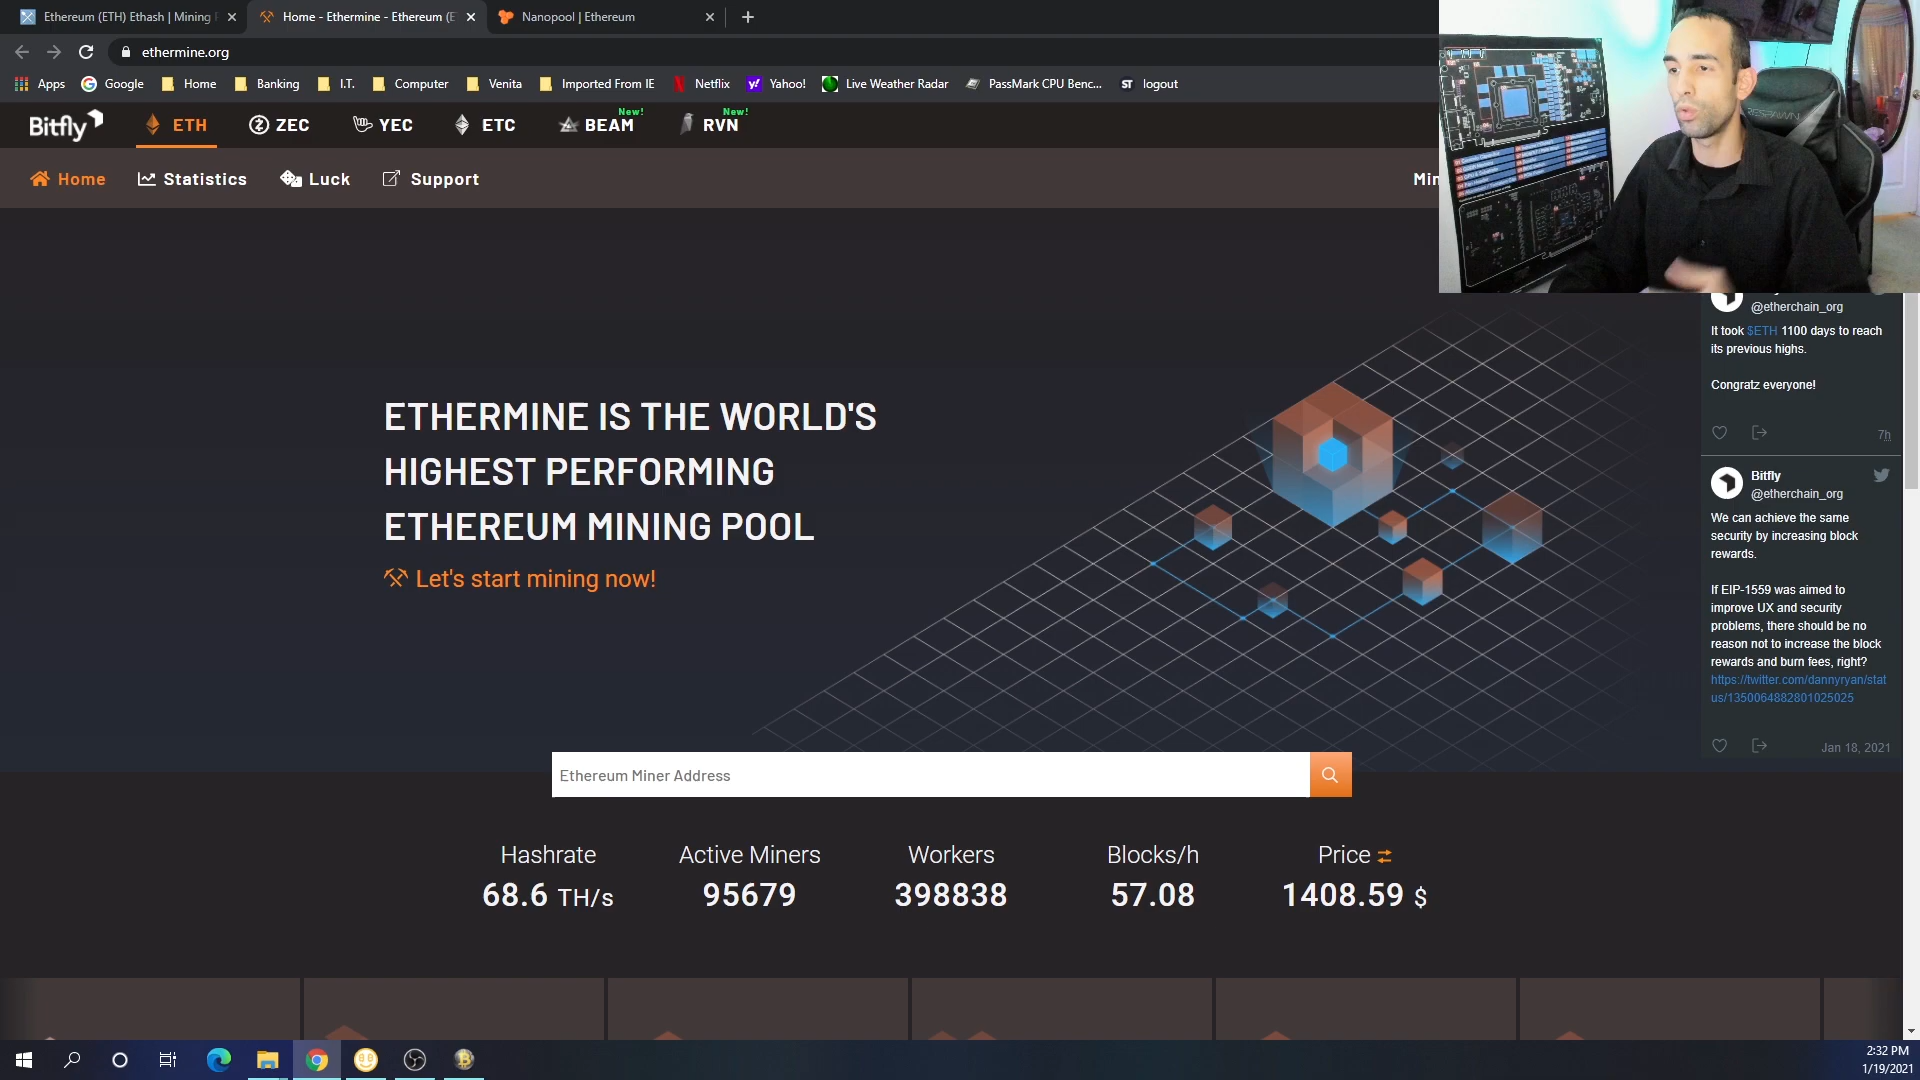 Ethereum (ETH) Ethash | Mining P
Home - Ethermine - Ethereum (E
Nanopool | Ethereum
ethermine.org
Apps Google Home Banking I.T. Computer Venita Imported From IE Netflix Yahoo! Live Weather Radar PassMark CPU Benc... ST logout
Bitfly ETH ZEC YEC ETC BEAM New! RVN New!
Home Statistics Luck Support Min
RESPAWN
@etherchain_org
It took $ETH 1100 days to reach
its previous highs.
Congratz everyone!
7h
ETHERMINE IS THE WORLD'S
HIGHEST PERFORMING
ETHEREUM MINING POOL
Let's start mining now!
Bitfly
@etherchain_org
We can achieve the same
security by increasing block
rewards.
If EIP-1559 was aimed to
improve UX and security
problems, there should be no
reason not to increase the block
rewards and burn fees, right?
https://twitter.com/dannyryan/stat
us/1350064882801025025
Jan 18, 2021
Ethereum Miner Address
Hashrate Active Miners Workers Blocks/h Price
68.6 TH/s 95679 398838 57.08 1408.59 $
2:32 PM
1/19/2021